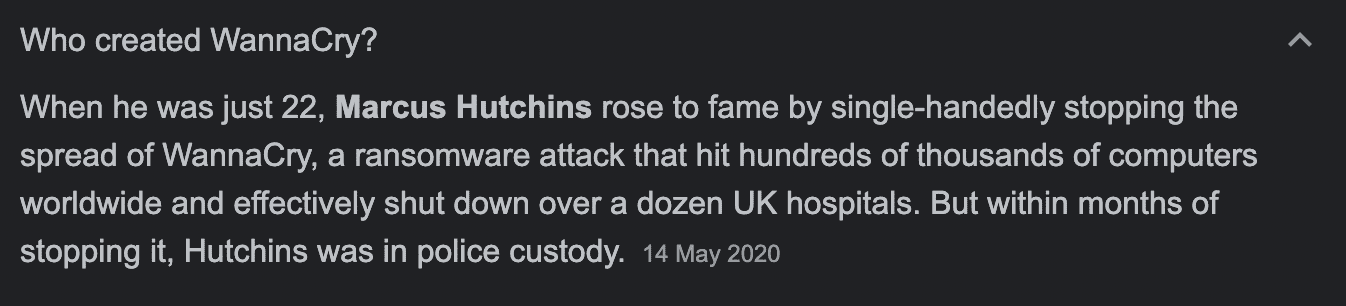 Who created WannaCry?
When he was just 22, Marcus Hutchins rose to fame by single-handedly stopping the
spread of WannaCry, a ransomware attack that hit hundreds of thousands of computers
worldwide and effectively shut down over a dozen UK hospitals. But within months of
stopping it, Hutchins was in police custody. 14 May 2020